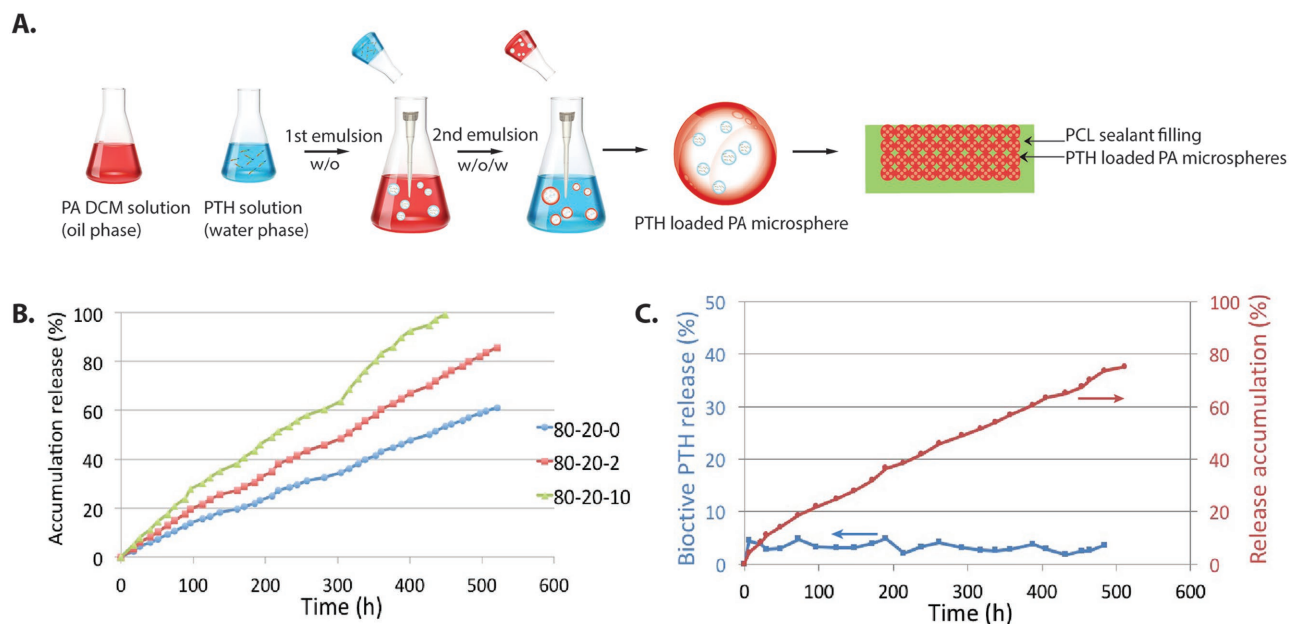 A.
1st emulsion
w/o
2nd emulsion
w/o/w
PA DCM solution
(oil phase)
PTH solution
(water phase)
PTH loaded PA microsphere
PCL sealant filling
PTH loaded PA microspheres
B.
Accumulation release (%)
100
80
60
40
20
0
0 100 200 300 400 500 600
Time (h)
80-20-0
80-20-2
80-20-10
C.
Bioctive PTH release (%)
50
40
30
20
10
0
0 100 200 300 400 500 600
Time (h)
100
80
60
40
20
0
Release accumulation (%)